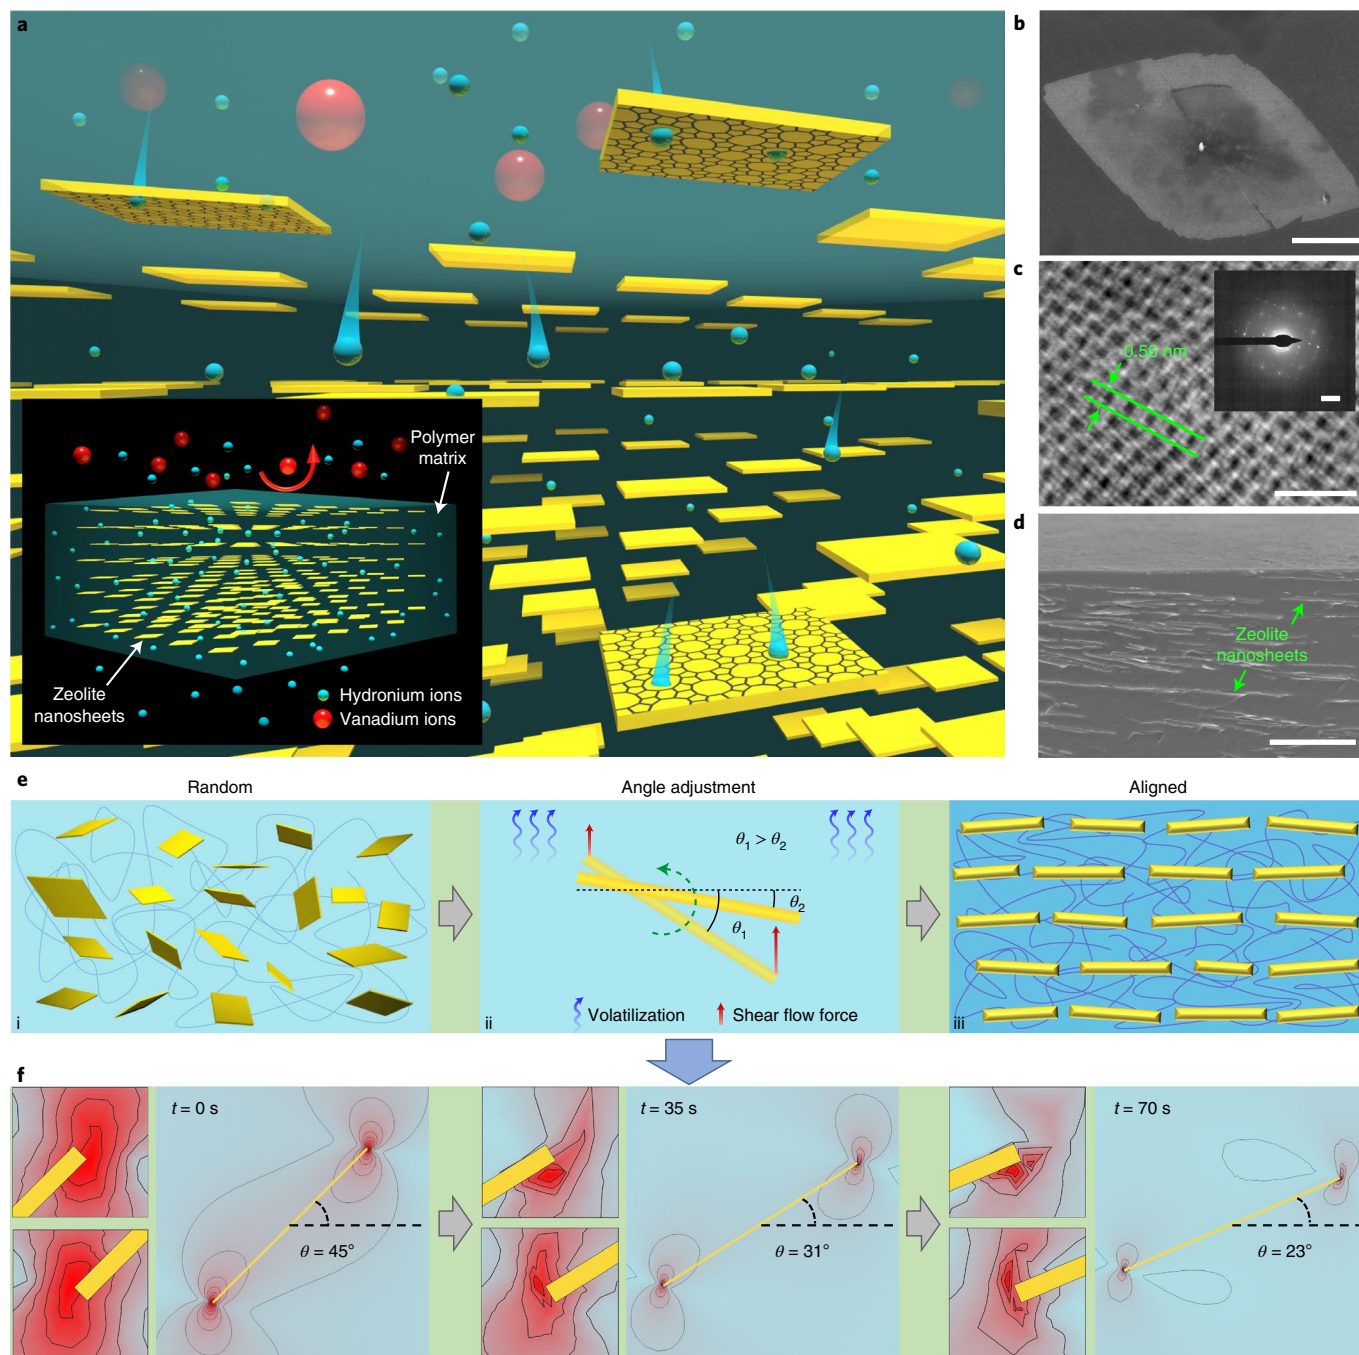 a
Polymer
matrix
Zeolite
nanosheets
Hydronium ions
Vanadium ions
b
c
0.56 nm
d
Zeolite
nanosheets
e
Random
Angle adjustment
Aligned
i
θ1 > θ2
θ2
θ1
Volatilization
Shear flow force
ii
iii
f
t = 0 s
θ = 45°
t = 35 s
θ = 31°
t = 70 s
θ = 23°